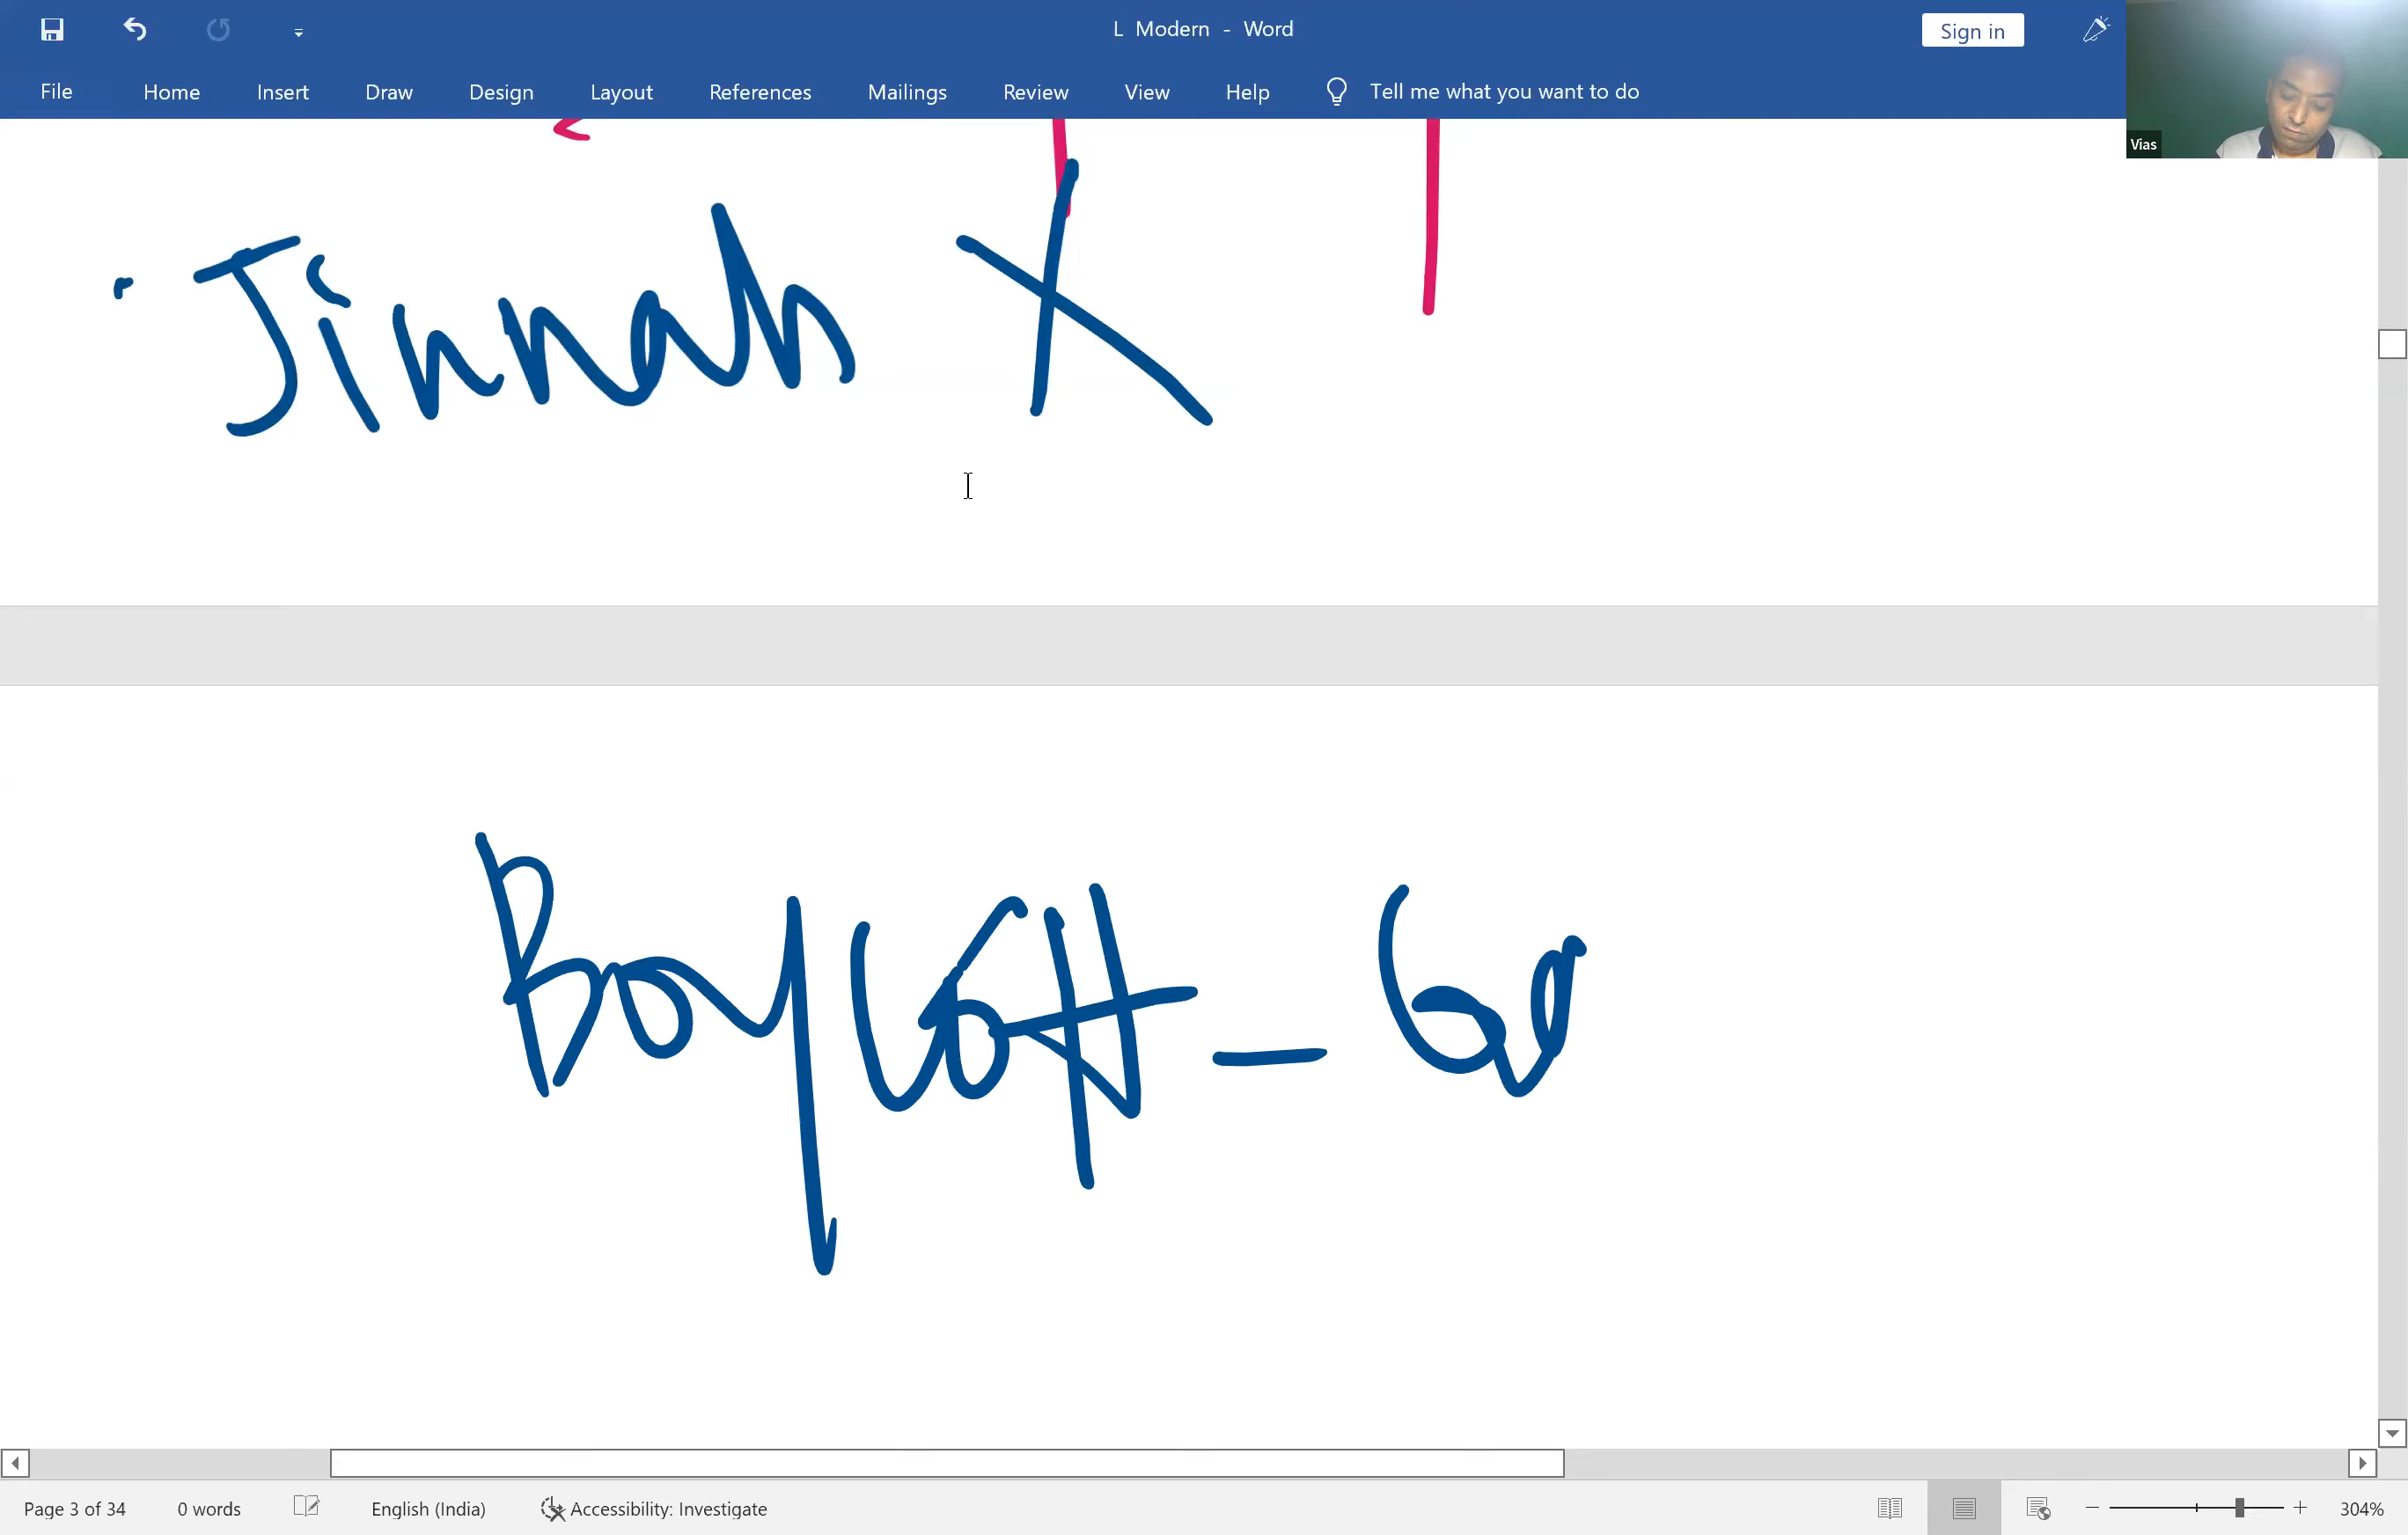 L Modern - Word
Sign in
File Home Insert Draw Design Layout References Mailings Review View Help Tell me what you want to do
Vias
Jinnah X
Boycott -
Page 3 of 34 0 words English (India) Accessibility: Investigate 304%